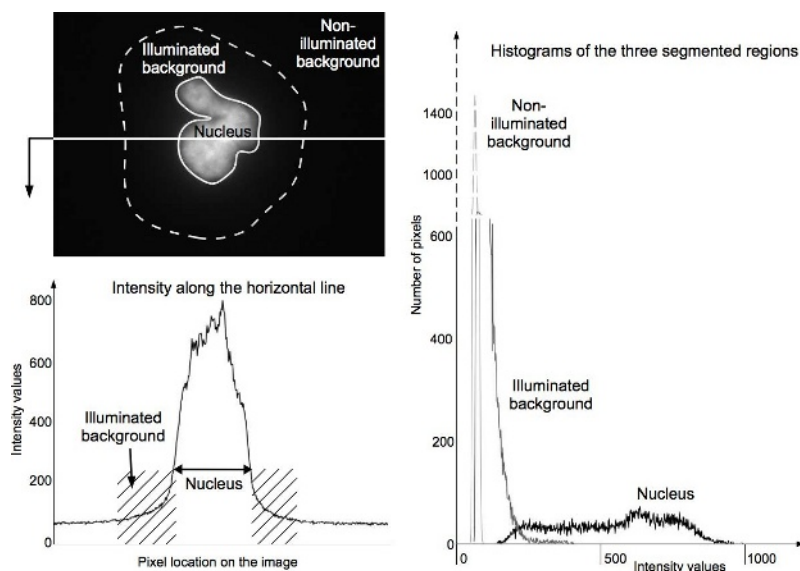 Illuminated
background
Non-
illuminated
background
Nucleus
Intensity along the horizontal line
800
600
400
200
0
Intensity values
Illuminated
background
Nucleus
Pixel location on the image
Histograms of the three segmented regions
1400
1000
600
400
200
0
Number of pixels
Non-
illuminated
background
Illuminated
background
Nucleus
0
500
1000
Intensity values